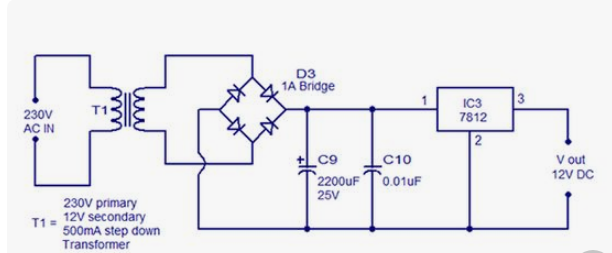 D3
1A Bridge
230V
AC IN
T1
1
IC3
7812
3
2
+
C9
2200uF
25V
C10
0.01uF
V out
12V DC
T1 =
230V primary
12V secondary
500mA step down
Transformer